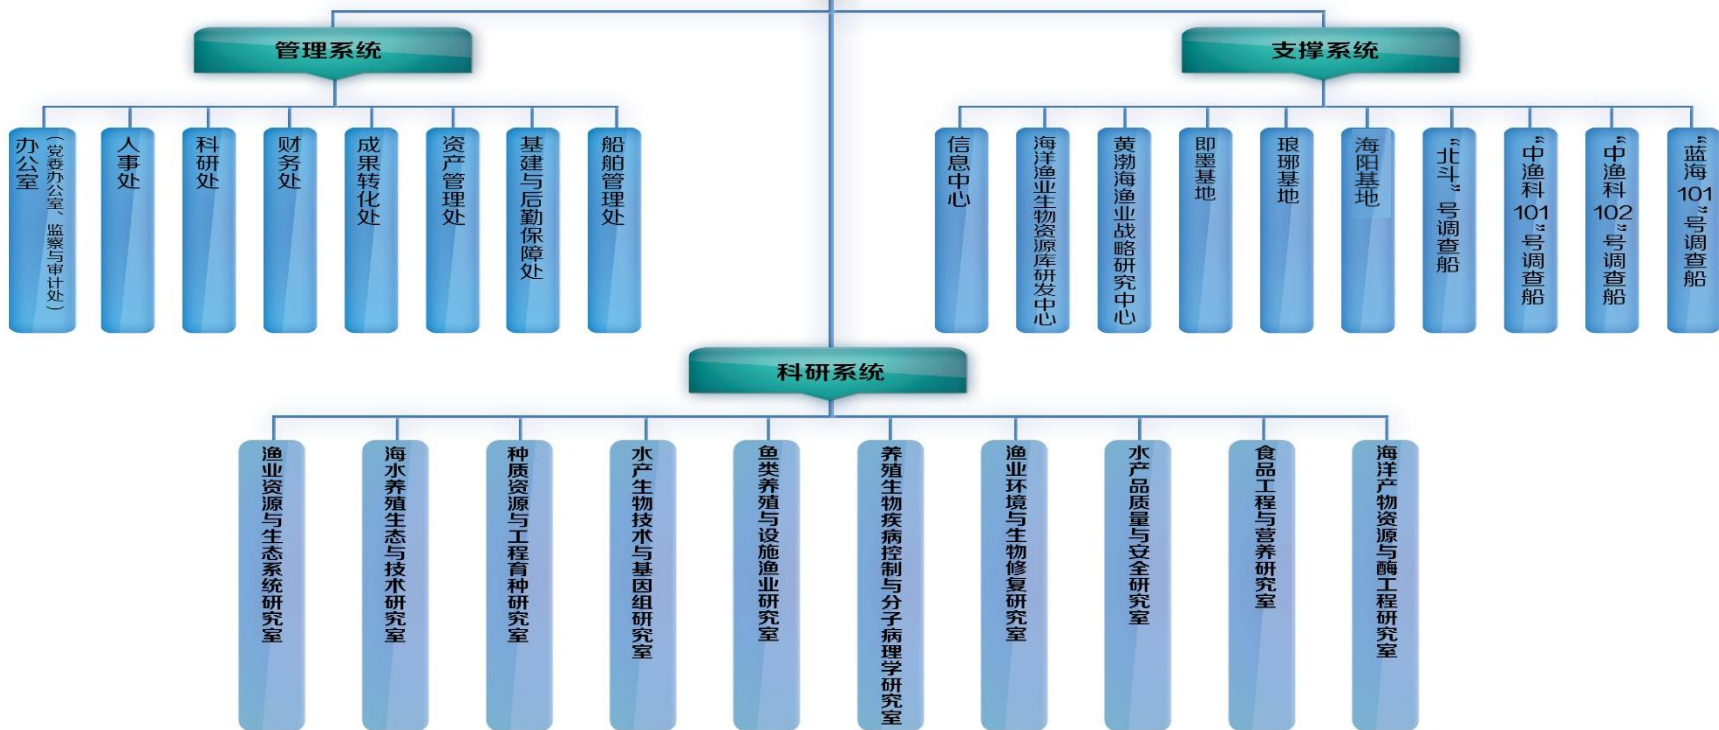 管理系统
支撑系统
办公室
(党委办公室、监察与审计处)
人事处
科研处
财务处
成果转化处
资产管理处
基建与后勤保障处
船舶管理处
信息中心
海洋渔业生物资源库研发中心
黄渤海渔业战略研究中心
即墨基地
琅琊基地
海阳基地
“北斗”号调查船
“中渔科101”号调查船
“中渔科102”号调查船
“蓝海101”号调查船
科研系统
渔业资源与生态系统研究室
海水养殖生态与技术研究室
种质资源与工程育种研究室
水产生物技术与基因组研究室
鱼类养殖与设施渔业研究室
养殖生物疾病控制与分子病理学研究室
渔业环境与生物修复研究室
水产品质量与安全研究室
食品工程与营养研究室
海洋产物资源与酶工程研究室